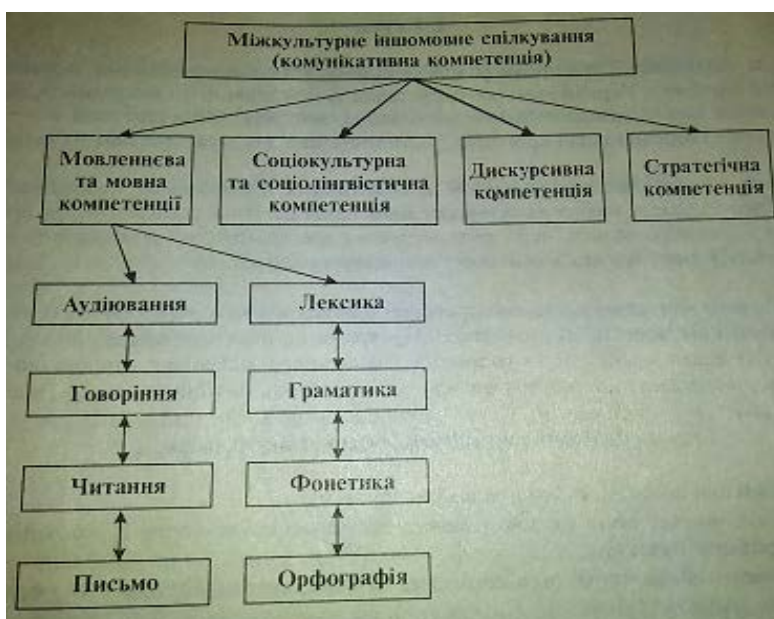 Міжкультурне іншомовне спілкування
(комунікативна компетенція)
Мовленнєва
та мовна
компетенції
Соціокультурна
та соціолінгвістична
компетенція
Дискурсивна
компетенція
Стратегічна
компетенція
Аудіювання
Лексика
Говоріння
Граматика
Читання
Фонетика
Письмо
Орфографія